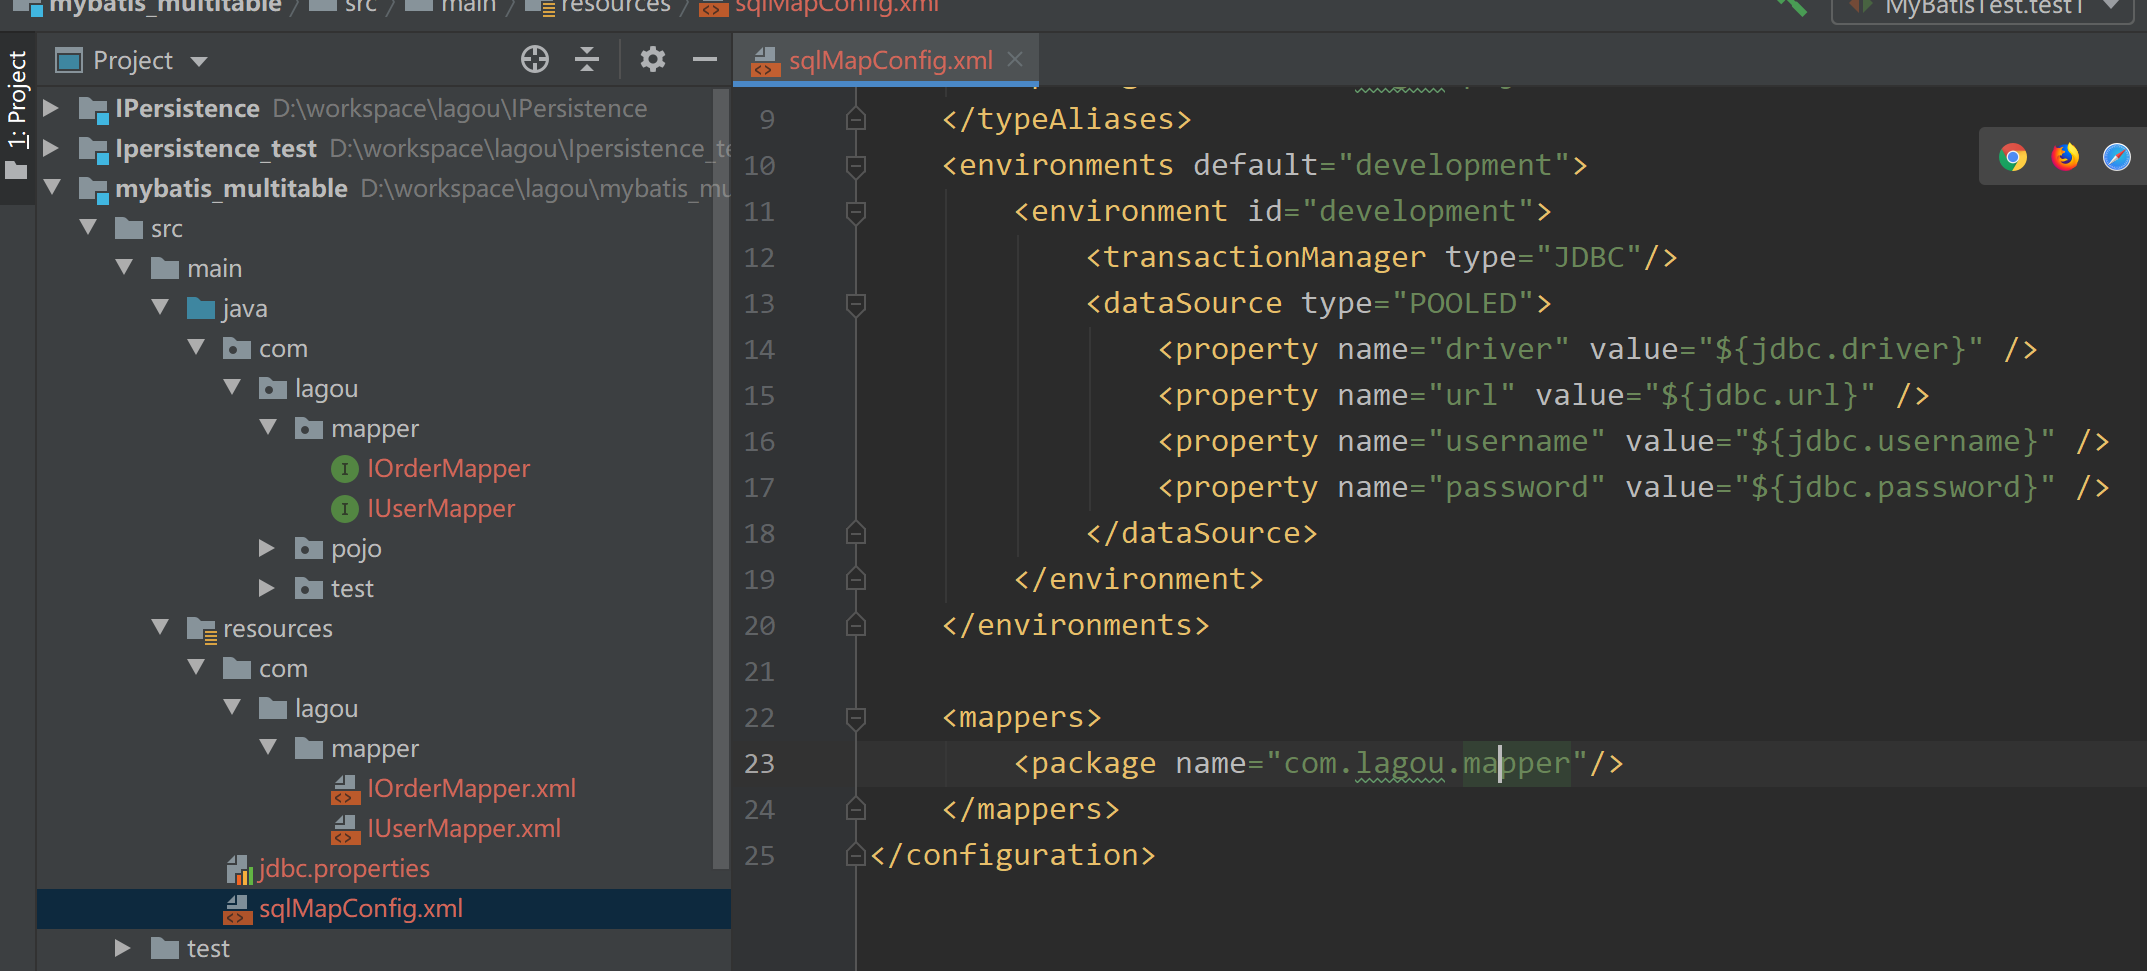 mybatis_multitable src main resources sqlMapConfig.xml
MyBatisTest.test1
1: Project
Project
IPersistence D:\workspace\lagou\IPersistence
Ipersistence_test D:\workspace\lagou\Ipersistence_te
mybatis_multitable D:\workspace\lagou\mybatis_mu
src
main
java
com
lagou
mapper
IOrderMapper
IUserMapper
pojo
test
resources
com
lagou
mapper
IOrderMapper.xml
IUserMapper.xml
jdbc.properties
sqlMapConfig.xml
test
sqlMapConfig.xml
9 </typeAliases>
10 <environments default="development">
11 <environment id="development">
12 <transactionManager type="JDBC"/>
13 <dataSource type="POOLED">
14 <property name="driver" value="${jdbc.driver}" />
15 <property name="url" value="${jdbc.url}" />
16 <property name="username" value="${jdbc.username}" />
17 <property name="password" value="${jdbc.password}" />
18 </dataSource>
19 </environment>
20 </environments>
21
22 <mappers>
23 <package name="com.lagou.mapper"/>
24 </mappers>
25 </configuration>